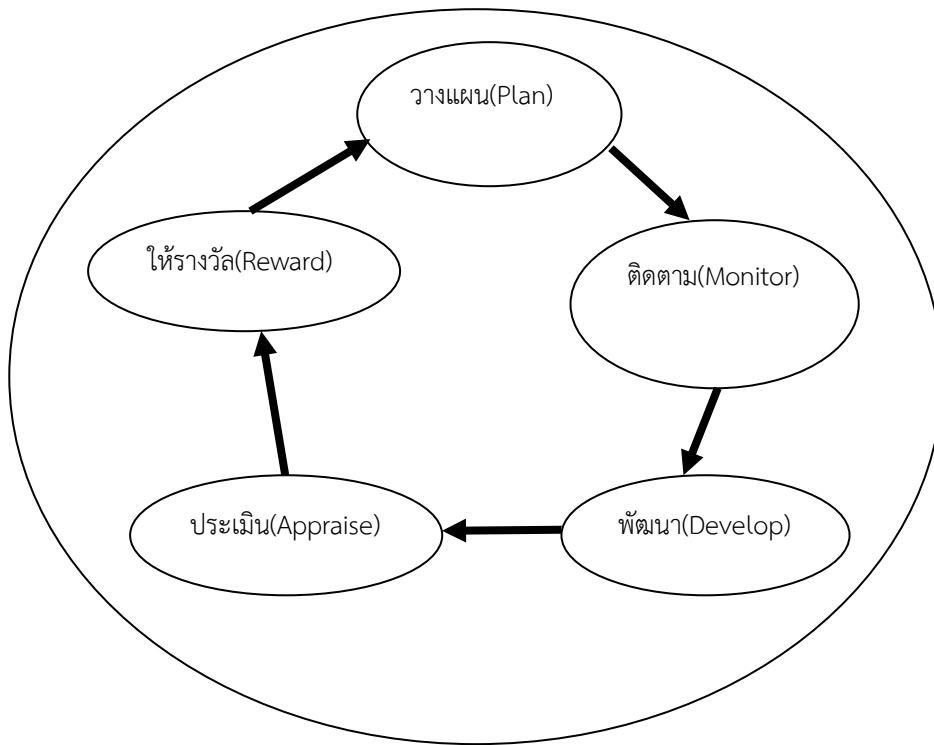 วางแผน(Plan)
ติดตาม(Monitor)
พัฒนา(Develop)
ประเมิน(Appraise)
ให้รางวัล(Reward)